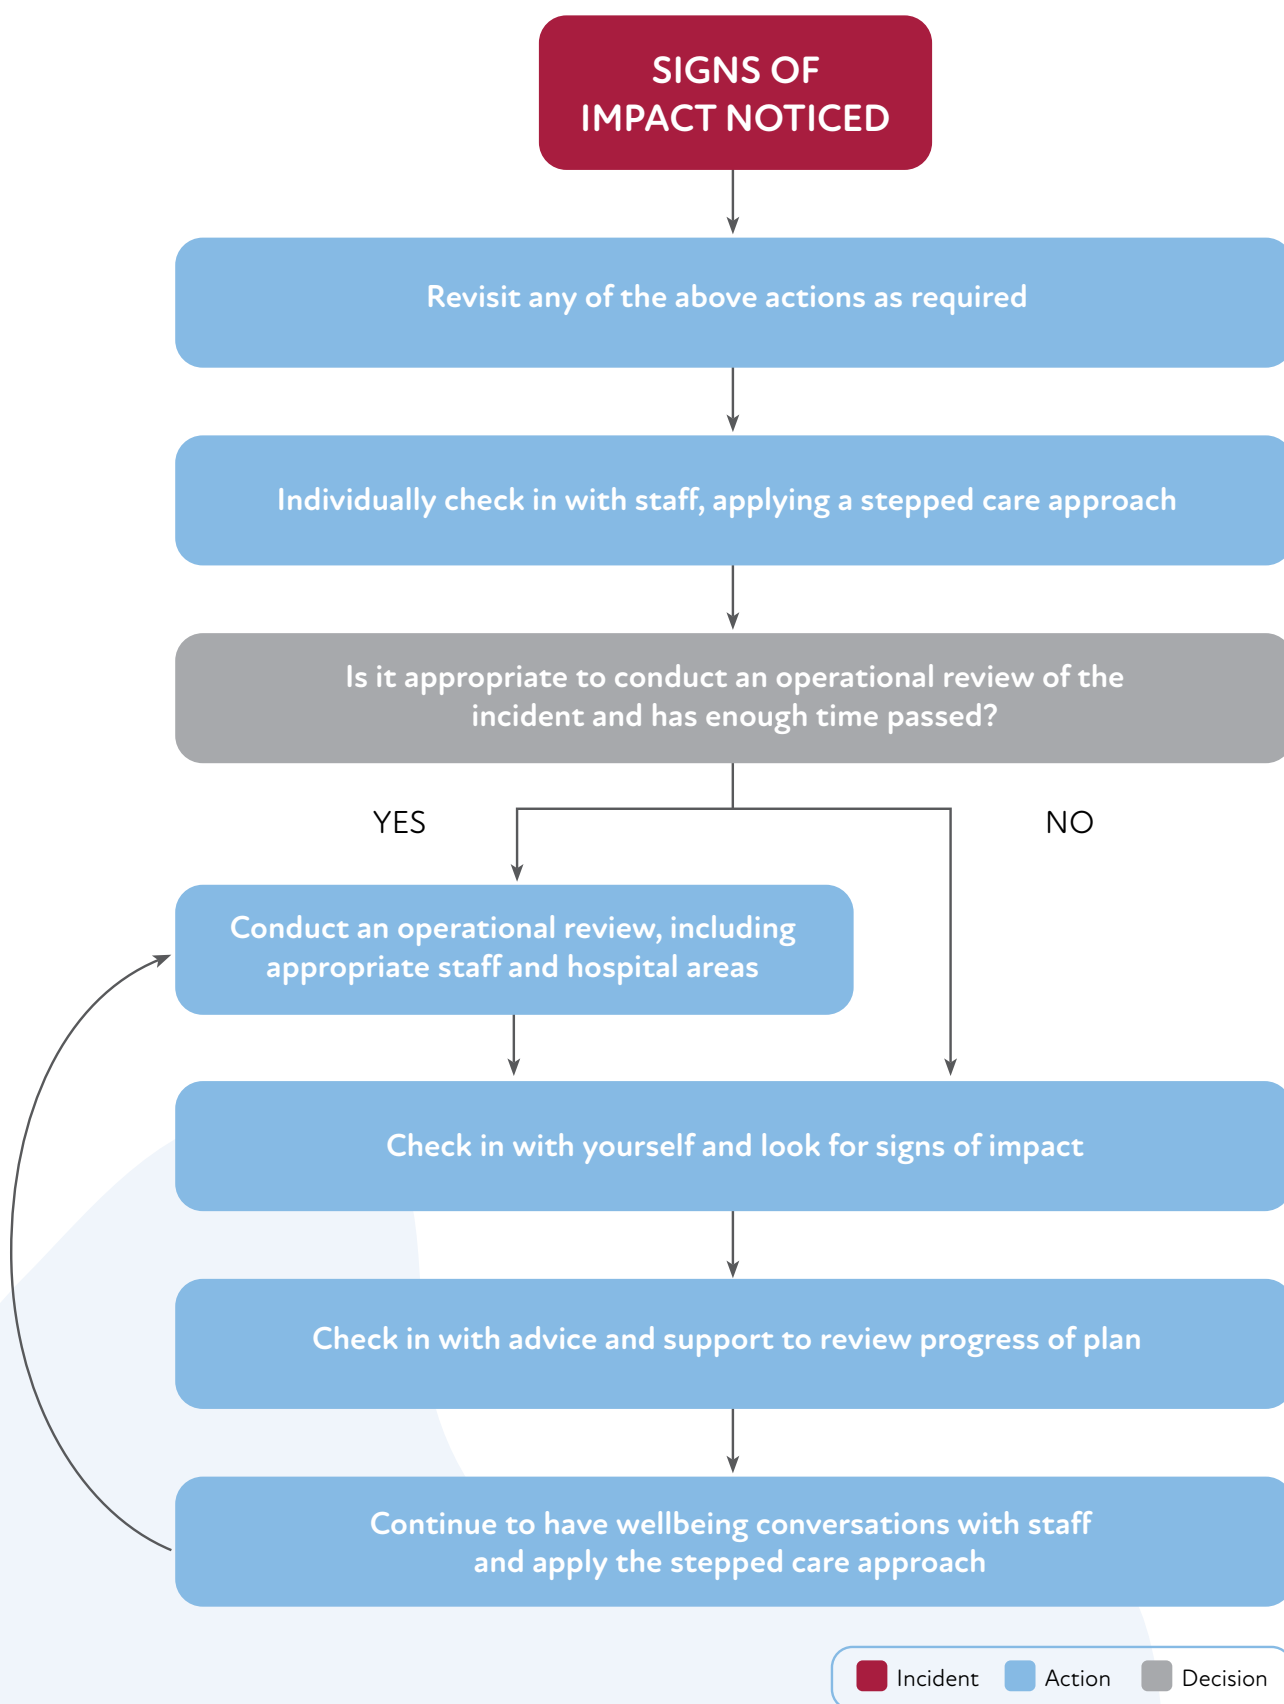 SIGNS OF
IMPACT NOTICED
Revisit any of the above actions as required
Individually check in with staff, applying a stepped care approach
Is it appropriate to conduct an operational review of the
incident and has enough time passed?
YES
NO
Conduct an operational review, including
appropriate staff and hospital areas
Check in with yourself and look for signs of impact
Check in with advice and support to review progress of plan
Continue to have wellbeing conversations with staff
and apply the stepped care approach
Incident Action Decision